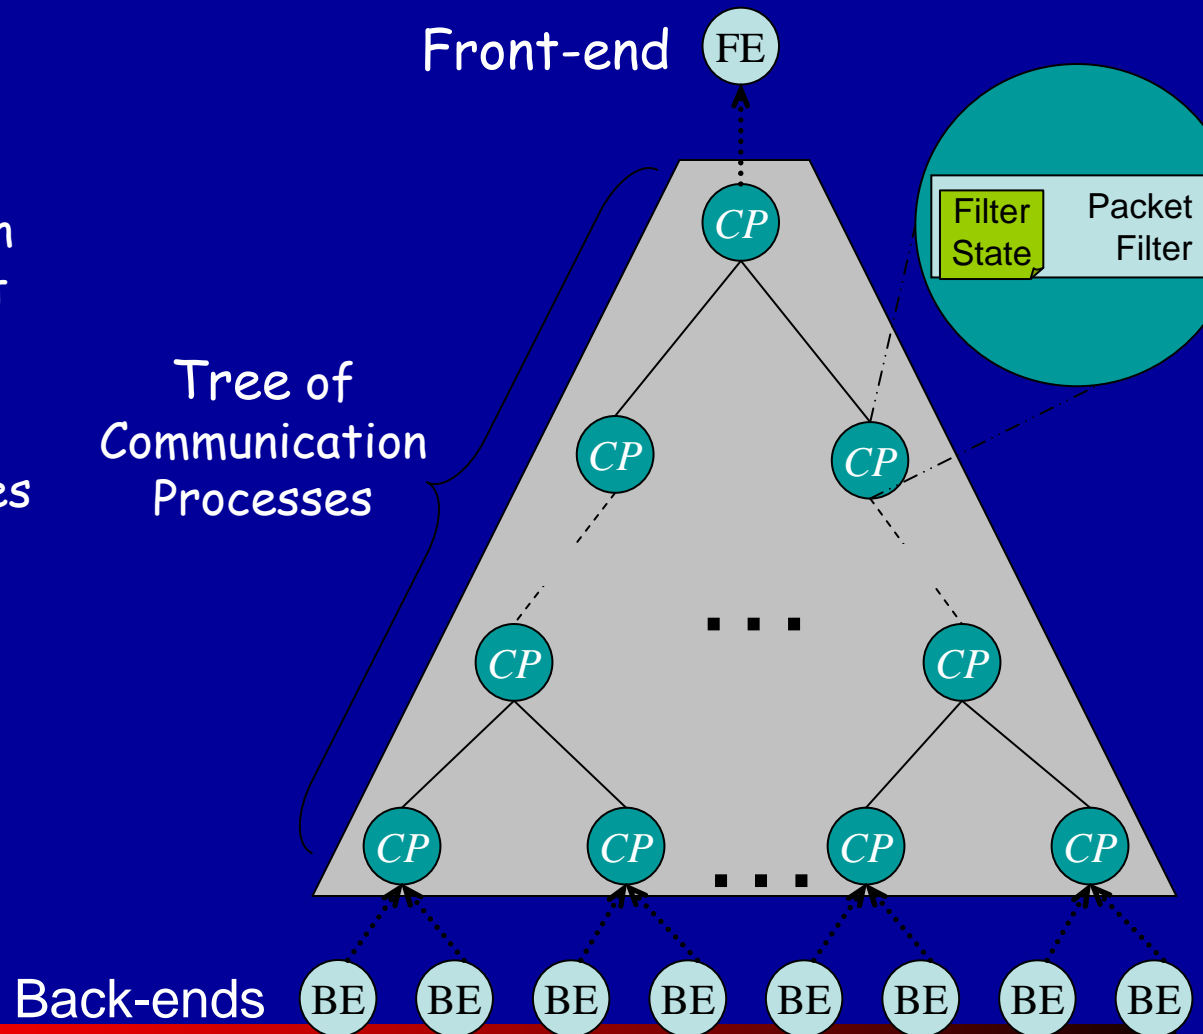 Front-end
FE
CP
Filter
State
Packet
Filter
Tree of
Communication
Processes
CP
CP
. . .
CP
CP
CP
CP
. . .
CP
CP
Back-ends
BE
BE
BE
BE
BE
BE
BE
BE